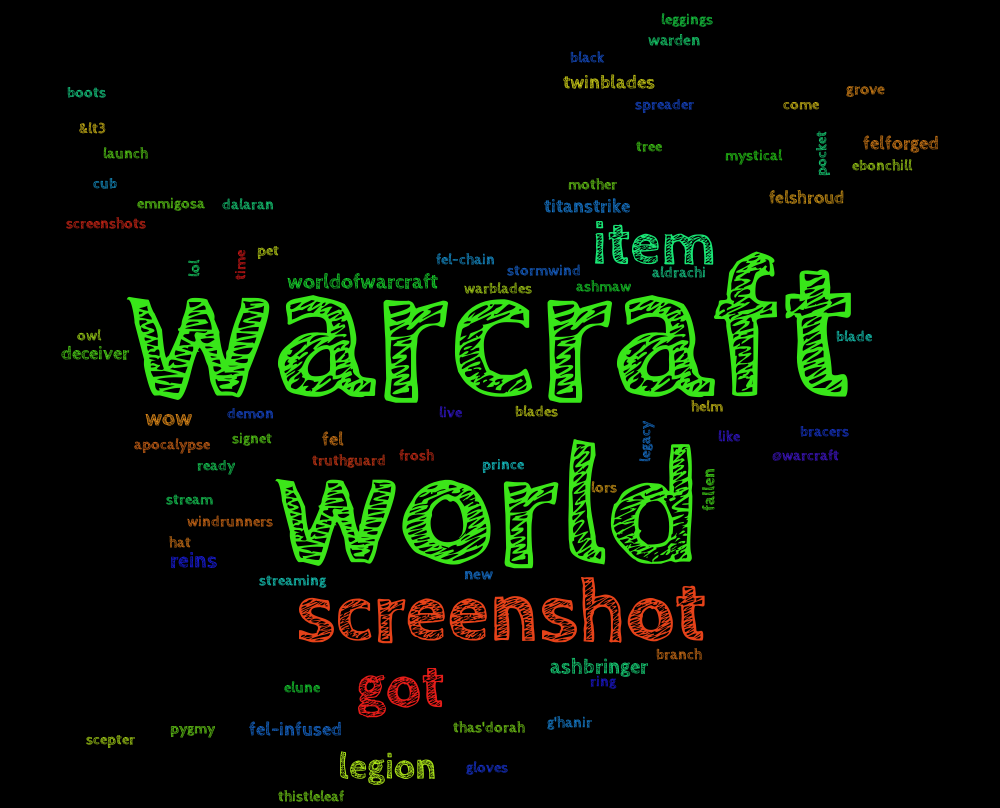 leggings
warden
black
twinblades
boots
grove
spreader
come
&lt3
launch
tree
mystical
pocket
felforged
ebonchill
cub
mother
emmigosa
dalaran
titanstrike
felshroud
screenshots
item
pet
lol
time
fel-chain
stormwind
aldrachi
worldofwarcraft
warblades
ashmaw
warcraft
owl
deceiver
blade
wow
demon
live
blades
helm
apocalypse
signet
fel
legacy
like
bracers
truthguard
frosh
@warcraft
ready
prince
stream
world
lors
fallen
windrunners
hat
reins
streaming
new
screenshot
branch
ashbringer
got
elune
ring
pygmy
fel-infused
thas'dorah
g'hanir
scepter
legion
gloves
thistleleaf